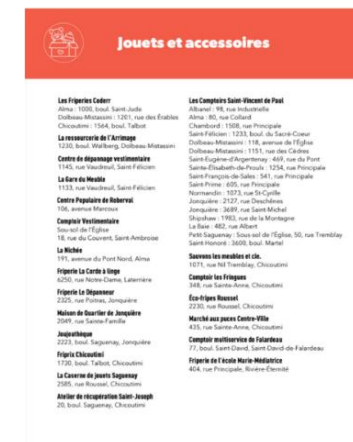 Jouets et accessoires
Les Friperies Cederr
Alma : 1000, boul. Saint-Jude
Dolbeau-Mistassini : 1201, rue des Érables
Chicoutimi : 1564, boul. Talbot
La ressourcerie de l'Arrimage
1230, boul. Wallberg, Dolbeau-Mistassini
Centre de dépannage vestimentaire
1145, rue Vaudreuil, Saint-Félicien
La Gare du Meuble
1133, rue Vaudreuil, Saint-Félicien
Centre Populaire de Roberval
106, avenue Marcoux
Comptoir Vestimentaire
Sous-sol de l'Église
18, rue du Couvent, Saint-Ambroise
La Nichée
191, avenue du Pont Nord, Alma
Friperie La Corde à linge
6250, rue Notre-Dame, Laterrière
Friperie Le Dépanneur
2325, rue Poitras, Jonquière
Maison de Quartier de Jonquière
2049, rue Sainte-Famille
Joujouthèque
2223, boul. Saguenay, Jonquière
Friprix Chicoutimi
1730, boul. Talbot, Chicoutimi
La Caserne de jouets Saguenay
2585, rue Roussel, Chicoutimi
Atelier de récupération Saint-Joseph
20, boul. Saguenay, Chicoutimi
Les Comptoirs Saint-Vincent de Paul
Albanel : 98, rue Industrielle
Alma : 80, rue Collard
Chambord : 1508, rue Principale
Saint-Félicien : 1233, boul. du Sacré-Coeur
Dolbeau-Mistassini : 118, avenue de l'Église
Dolbeau-Mistassini : 1151, rue des Cèdres
Saint-Eugène-d'Argentenay : 469, rue du Pont
Sainte-Élisabeth-de-Proulx : 1254, rue Principale
Saint-François-de-Sales : 541, rue Principale
Saint-Prime : 605, rue Principale
Normandin : 1073, rue St-Cyrille
Jonquière : 2127, rue Deschênes
Jonquière : 3689, rue Saint-Michel
Shipshaw : 1983, rue de la Montagne
La Baie : 482, rue Albert
Petit-Saguenay : Sous-sol de l'Église, 50, rue Tremblay
Saint-Honoré : 3600, boul. Martel
Sauvons les meubles et cie.
1071, rue Nil-Tremblay, Chicoutimi
Comptoir les Fringues
348, rue Sainte-Anne, Chicoutimi
Éco-fripes Roussel
2230, rue Roussel, Chicoutimi
Marché aux puces Centre-Ville
435, rue Sainte-Anne, Chicoutimi
Comptoir multiservice de Falardeau
77, boul. Saint-David, Saint-David-de-Falardeau
Friperie de l'école Marie-Médiatrice
404, rue Principale, Rivière-Éternité